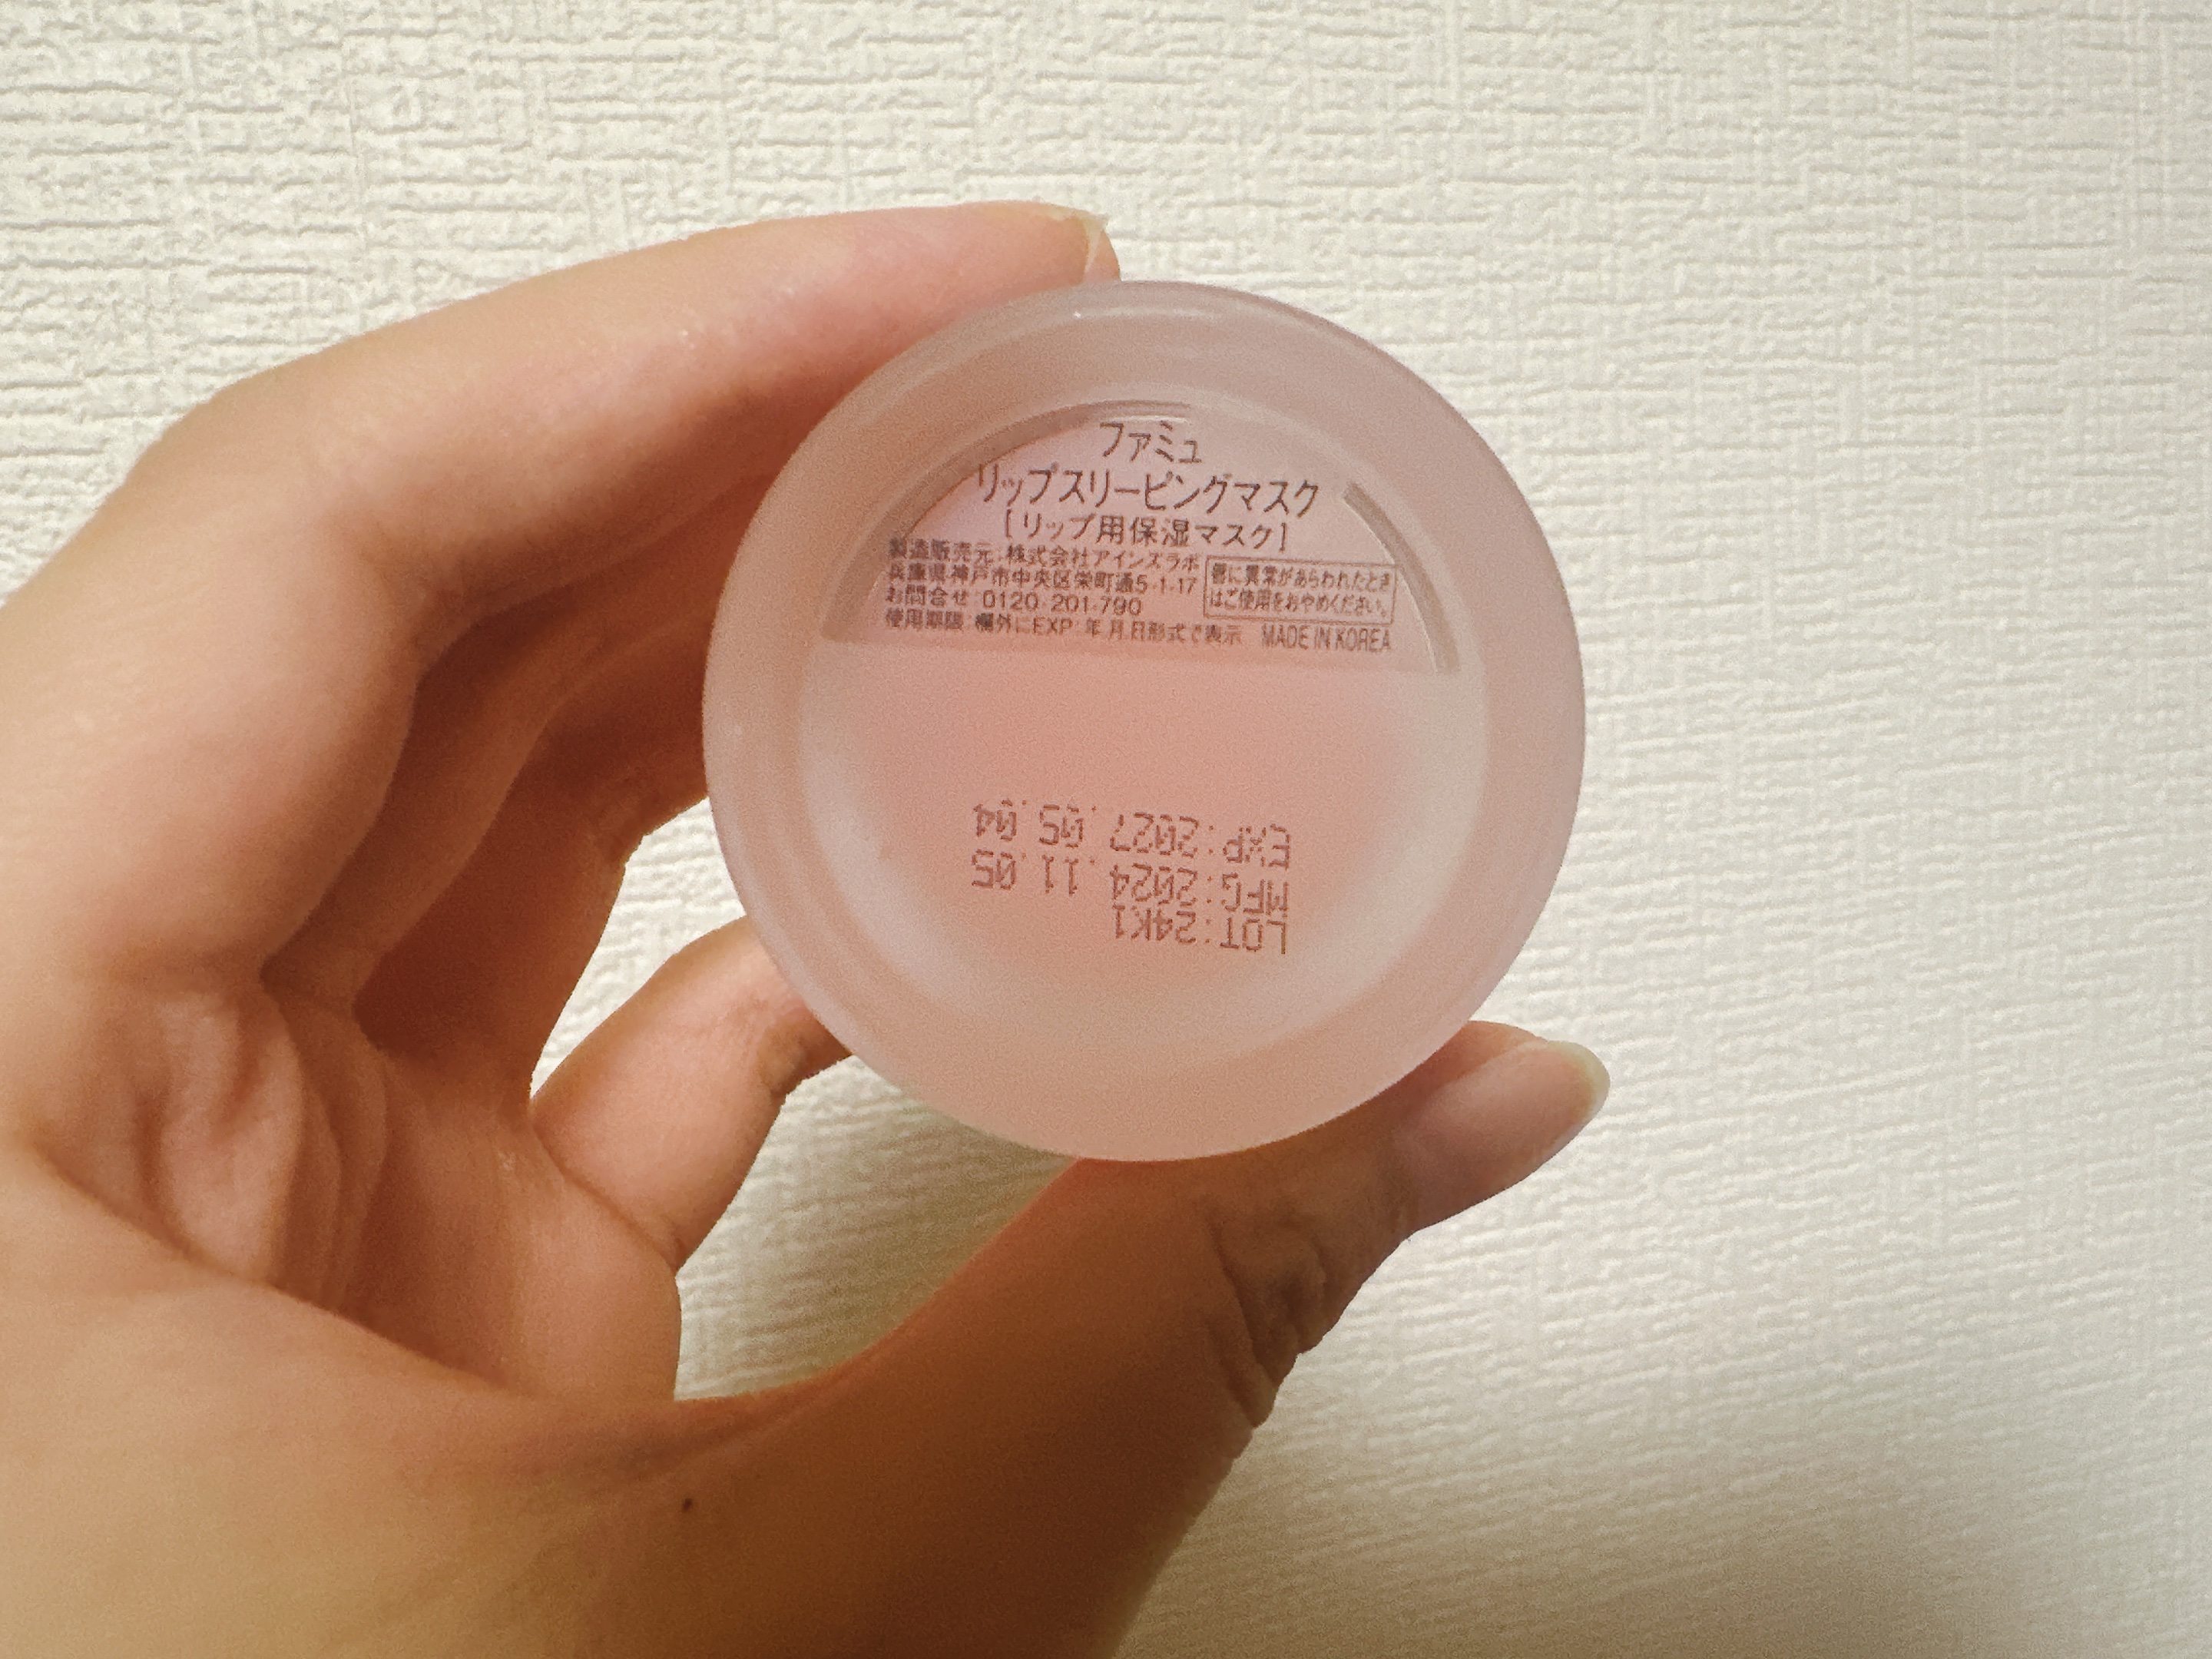 ファミュ
リップスリーピングマスク
[リップ用保湿マスク]
製造販売元:株式会社アインズラボ
兵庫県神戸市中央区栄町通5-1-17
お問合せ:0120-201-790
唇に異常があらわれたとき
はご使用をおやめください。
使用期限:欄外にEXP:年.月.日形式で表示 MADE IN KOREA
LOT:24K1
MFG:2024.11.05
EXP:2027.05.04